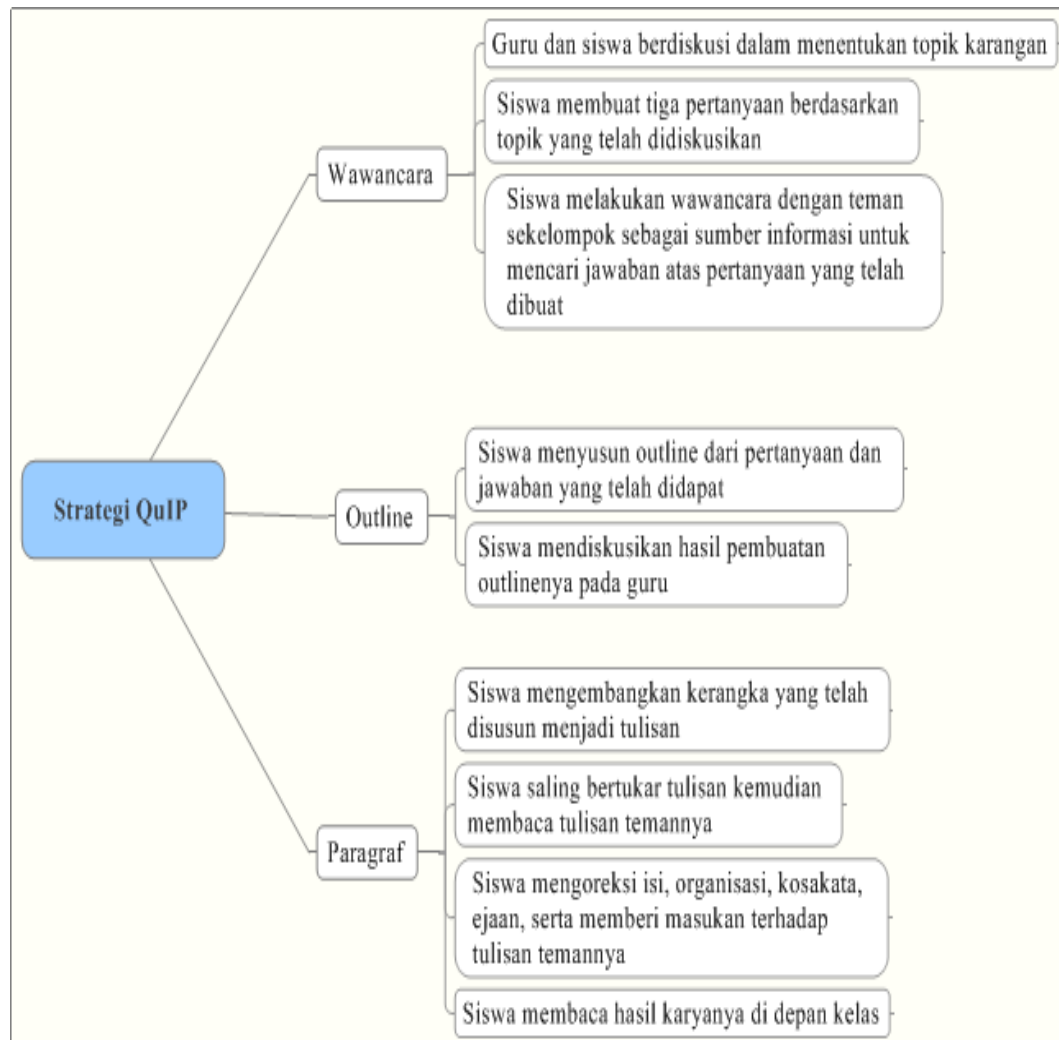 Strategi QuIP
Wawancara
Guru dan siswa berdiskusi dalam menentukan topik karangan
Siswa membuat tiga pertanyaan berdasarkan
topik yang telah didiskusikan
Siswa melakukan wawancara dengan teman
sekelompok sebagai sumber informasi untuk
mencari jawaban atas pertanyaan yang telah
dibuat
Outline
Siswa menyusun outline dari pertanyaan dan
jawaban yang telah didapat
Siswa mendiskusikan hasil pembuatan
outlinenya pada guru
Paragraf
Siswa mengembangkan kerangka yang telah
disusun menjadi tulisan
Siswa saling bertukar tulisan kemudian
membaca tulisan temannya
Siswa mengoreksi isi, organisasi, kosakata,
ejaan, serta memberi masukan terhadap
tulisan temannya
Siswa membaca hasil karyanya di depan kelas